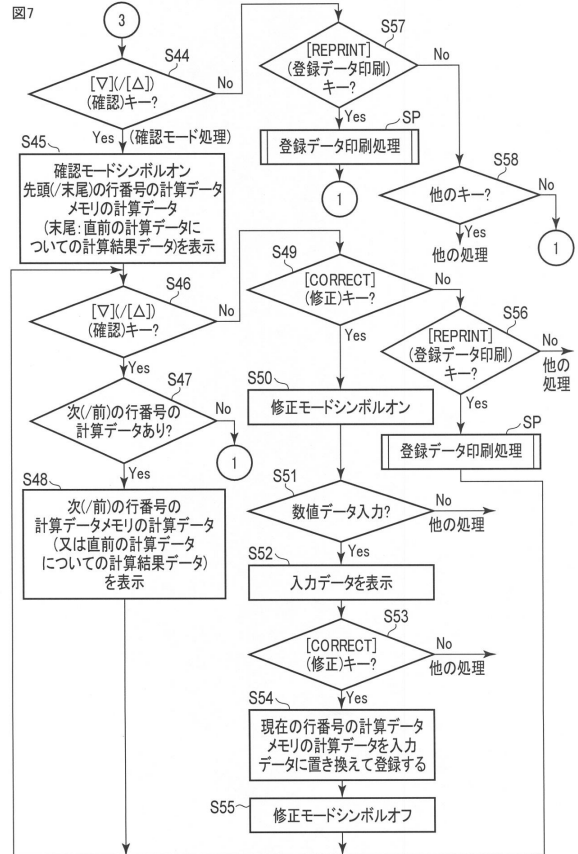 図7
3
S44
[▽](/[△])
(確認)キー?
No
Yes
(確認モード処理)
S57
[REPRINT]
(登録データ印刷)
キー?
No
Yes
SP
登録データ印刷処理
1
S58
他のキー?
No
Yes
他の処理
1
S45
確認モードシンボルオン
先頭(/末尾)の行番号の計算データ
メモリの計算データ
(末尾:直前の計算データに
ついての計算結果データ)を表示
S46
[▽](/[△])
(確認)キー?
No
Yes
S47
次(/前)の行番号の
計算データあり?
No
1
Yes
S48
次(/前)の行番号の
計算データメモリの計算データ
(又は直前の計算データ
についての計算結果データ)
を表示
S49
[CORRECT]
(修正)キー?
No
Yes
S56
[REPRINT]
(登録データ印刷)
キー?
No
他の
処理
Yes
SP
登録データ印刷処理
S50
修正モードシンボルオン
S51
数値データ入力?
No
他の処理
Yes
S52
入力データを表示
S53
[CORRECT]
(修正)キー?
No
他の処理
Yes
S54
現在の行番号の計算データ
メモリの計算データを入力
データに置き換えて登録する
S55
修正モードシンボルオフ